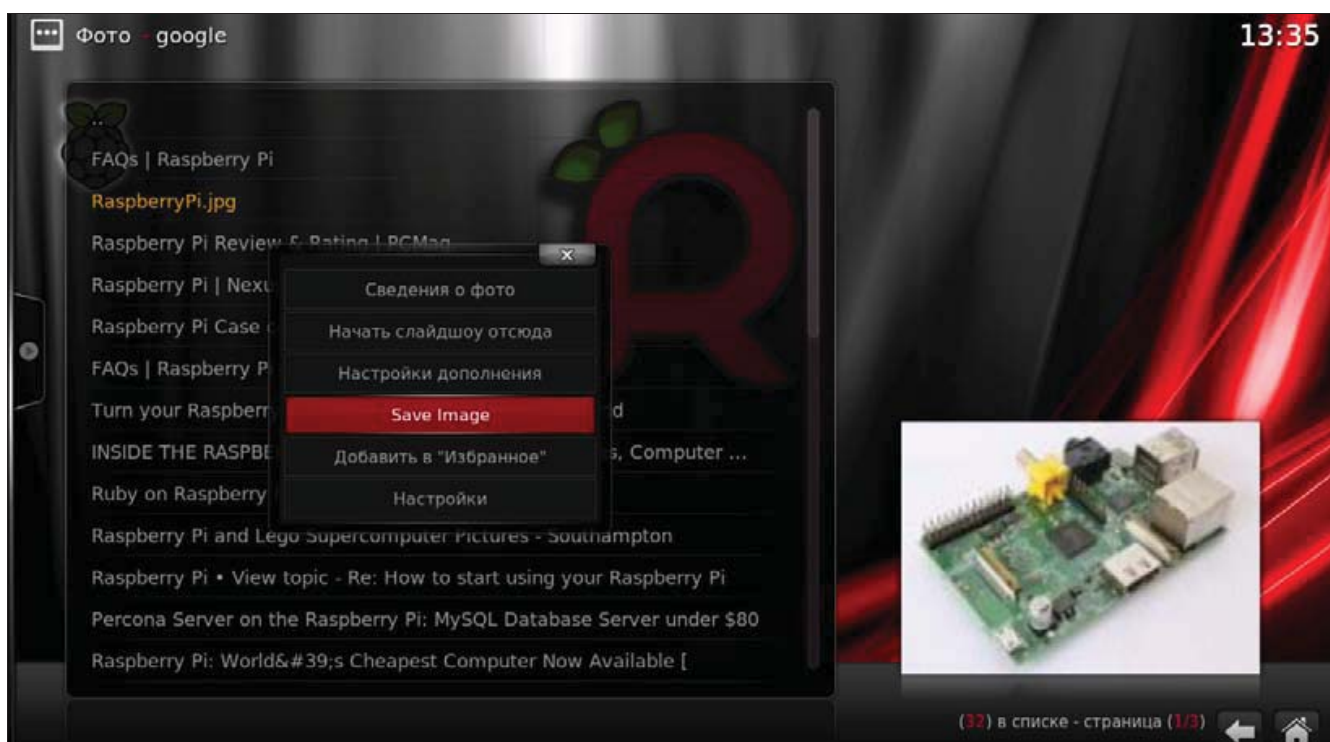 Фото - google
13:35
FAQs | Raspberry Pi
RaspberryPi.jpg
Raspberry Pi Review & Rating | PCMag
Raspberry Pi | Nexu
Raspberry Pi Case
FAQs | Raspberry P
Turn your Raspberr d
INSIDE THE RASPBE s, Computer ...
Ruby on Raspberry
Raspberry Pi and Lego Supercomputer Pictures - Southampton
Raspberry Pi • View topic - Re: How to start using your Raspberry Pi
Percona Server on the Raspberry Pi: MySQL Database Server under $80
Raspberry Pi: World&#39;s Cheapest Computer Now Available [
Сведения о фото
Начать слайдшоу отсюда
Настройки дополнения
Save Image
Добавить в "Избранное"
Настройки
(32) в списке - страница (1/3)